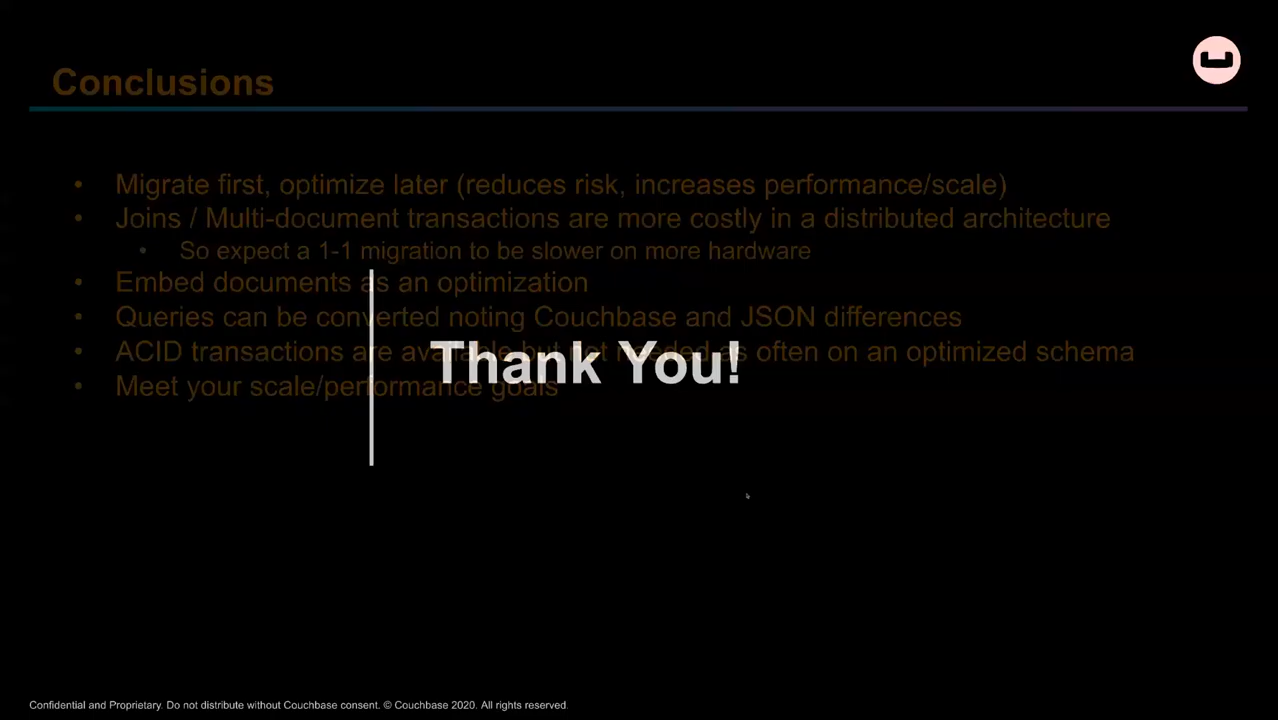 Conclusions
• Migrate first, optimize later (reduces risk, increases performance/scale)
• Joins / Multi-document transactions are more costly in a distributed architecture
• So expect a 1-1 migration to be slower on more hardware
• Embed documents as an optimization
• Queries can be converted noting Couchbase and JSON differences
• ACID transactions are available but not needed as often on an optimized schema
Thank You!
• Meet your scale/performance goals
Confidential and Proprietary. Do not distribute without Couchbase consent. © Couchbase 2020. All rights reserved.